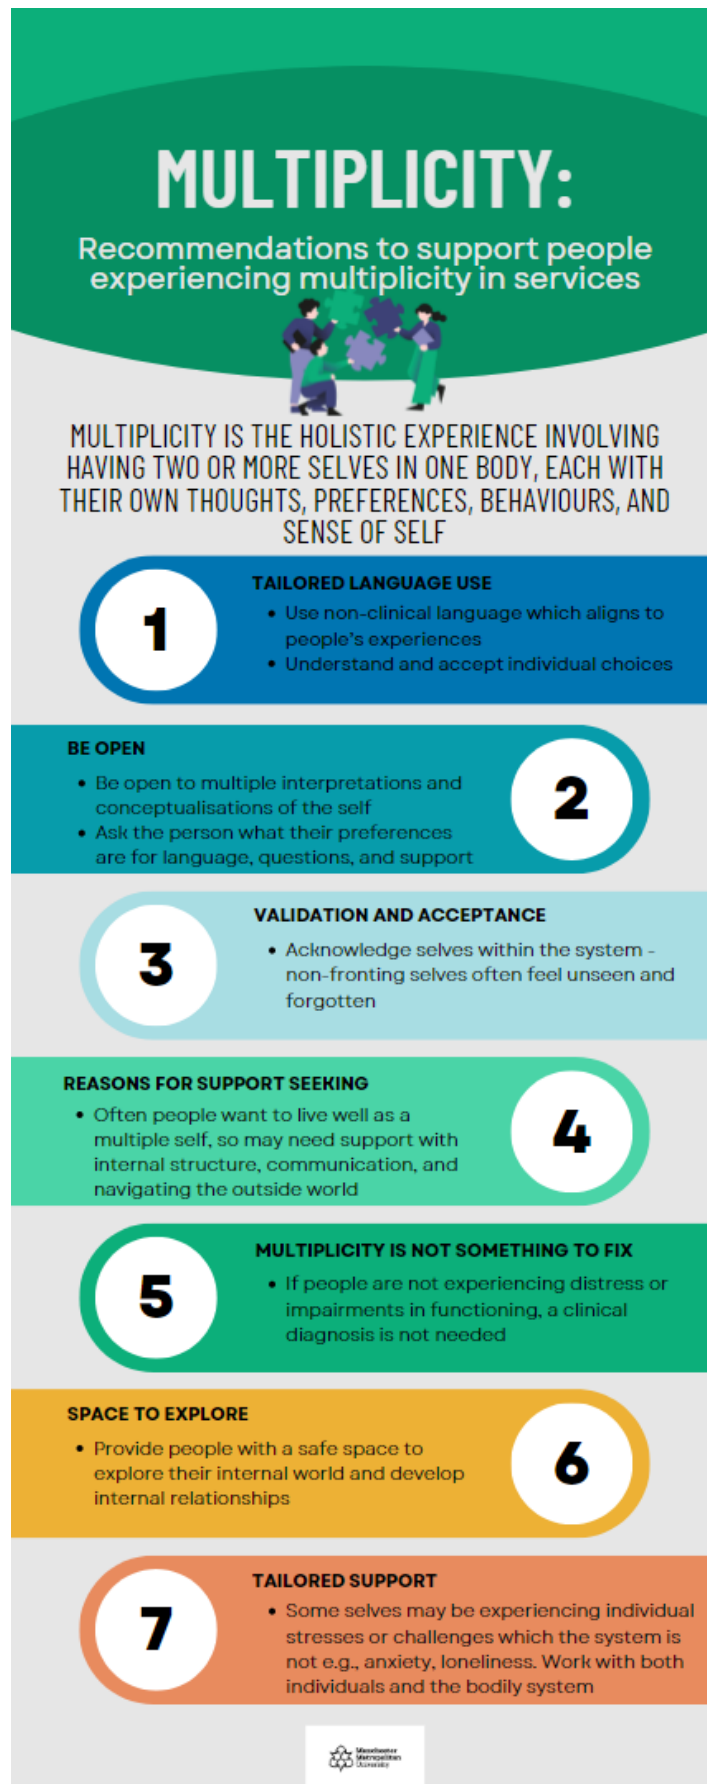 MULTIPLICITY:
Recommendations to support people
experiencing multiplicity in services
MULTIPLICITY IS THE HOLISTIC EXPERIENCE INVOLVING
HAVING TWO OR MORE SELVES IN ONE BODY, EACH WITH
THEIR OWN THOUGHTS, PREFERENCES, BEHAVIOURS, AND
SENSE OF SELF
1
TAILORED LANGUAGE USE
• Use non-clinical language which aligns to
people's experiences
• Understand and accept individual choices
BE OPEN
• Be open to multiple interpretations and
conceptualisations of the self
• Ask the person what their preferences
are for language, questions, and support
2
3
VALIDATION AND ACCEPTANCE
• Acknowledge selves within the system -
non-fronting selves often feel unseen and
forgotten
REASONS FOR SUPPORT SEEKING
• Often people want to live well as a
multiple self, so may need support with
internal structure, communication, and
navigating the outside world
4
5
MULTIPLICITY IS NOT SOMETHING TO FIX
• If people are not experiencing distress or
impairments in functioning, a clinical
diagnosis is not needed
SPACE TO EXPLORE
• Provide people with a safe space to
explore their internal world and develop
internal relationships
6
7
TAILORED SUPPORT
• Some selves may be experiencing individual
stresses or challenges which the system is
not e.g., anxiety, loneliness. Work with both
individuals and the bodily system
Manchester
Metropolitan
University